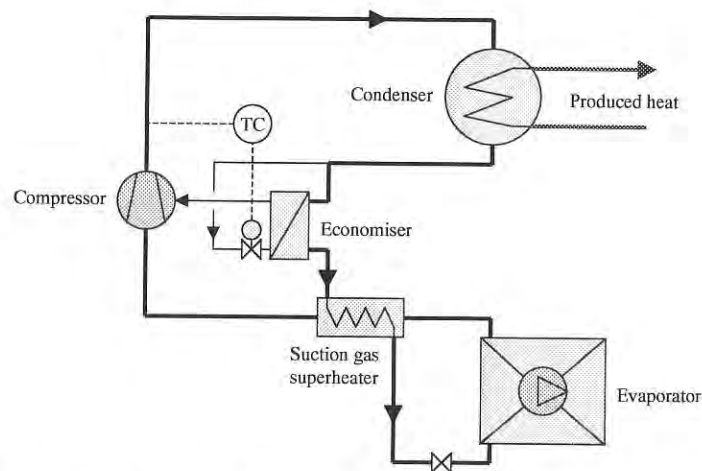 Condenser
Produced heat
TC
Compressor
Economiser
Suction gas
superheater
Evaporator